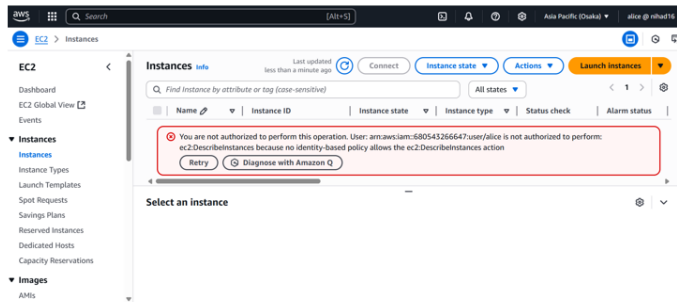 aws
Search
[Alt+S]
Asia Pacific (Osaka)
alice @ nihad16
EC2 > Instances
EC2
Dashboard
EC2 Global View
Events
Instances
Instances
Instance Types
Launch Templates
Spot Requests
Savings Plans
Reserved Instances
Dedicated Hosts
Capacity Reservations
Images
AMIs
Instances Info
Last updated
less than a minute ago
Connect
Instance state
Actions
Launch instances
Find Instance by attribute or tag (case-sensitive)
All states
1
Name
Instance ID
Instance state
Instance type
Status check
Alarm status
You are not authorized to perform this operation. User: arn:aws:iam::680543266647:user/alice is not authorized to perform:
ec2:DescribeInstances because no identity-based policy allows the ec2:DescribeInstances action
Retry
Diagnose with Amazon Q
Select an instance